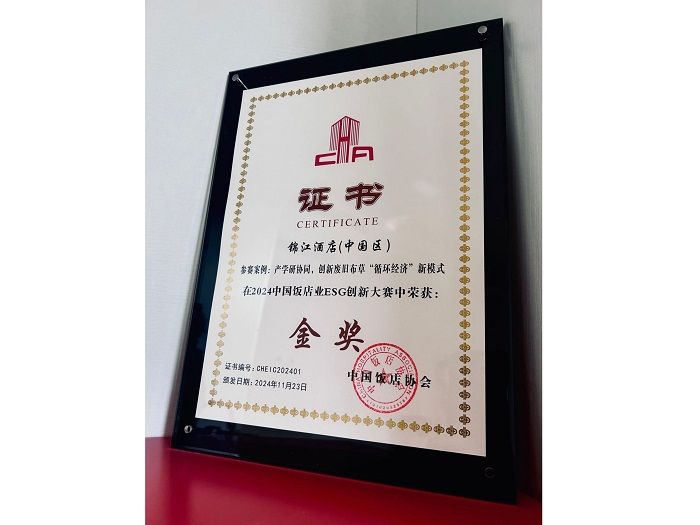 CHA
证书
CERTIFICATE
锦江酒店(中国区)
参赛案例：产学研协同，创新废旧布草“循环经济”新模式
在2024中国饭店业ESG创新大赛中荣获：
金奖
证书编号：CHEIC202401
颁发日期：2024年11月23日
中国饭店协会